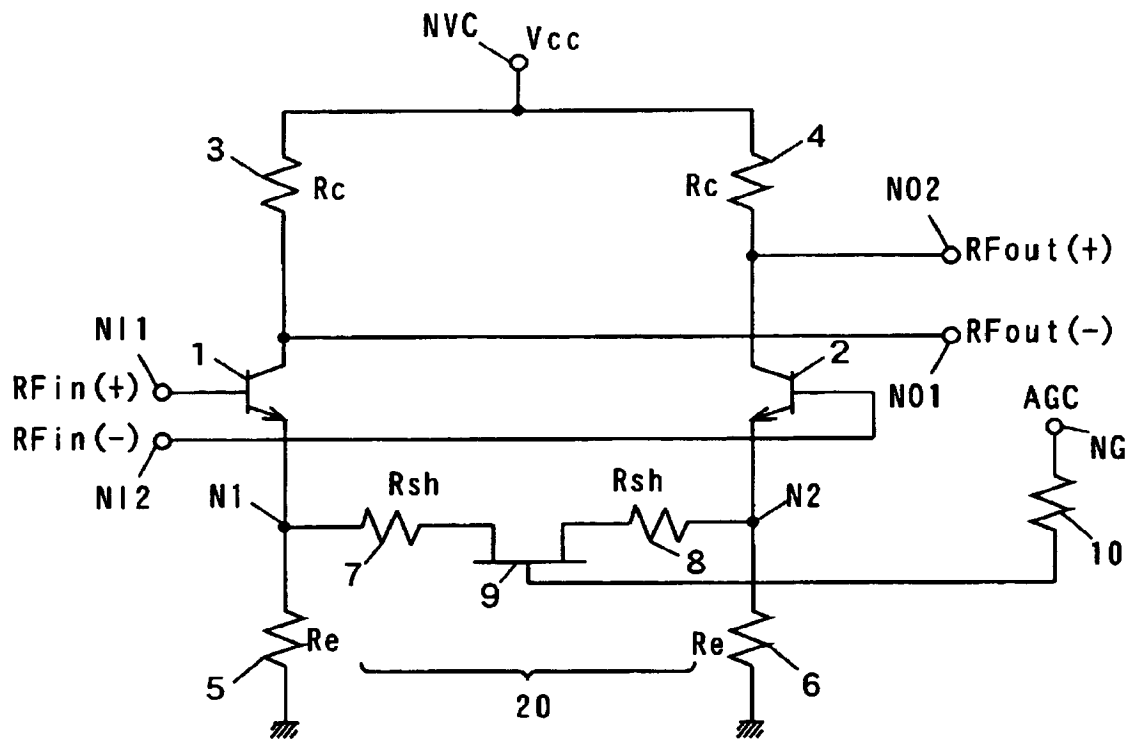 NVC
Vcc
3
4
Rc
Rc
NO2
RFout(+)
NI1
1
2
RFout(-)
RFin(+)
NO1
AGC
RFin(-)
NG
NI2
N1
Rsh
Rsh
N2
7
8
10
9
Re
Re
5
6
20